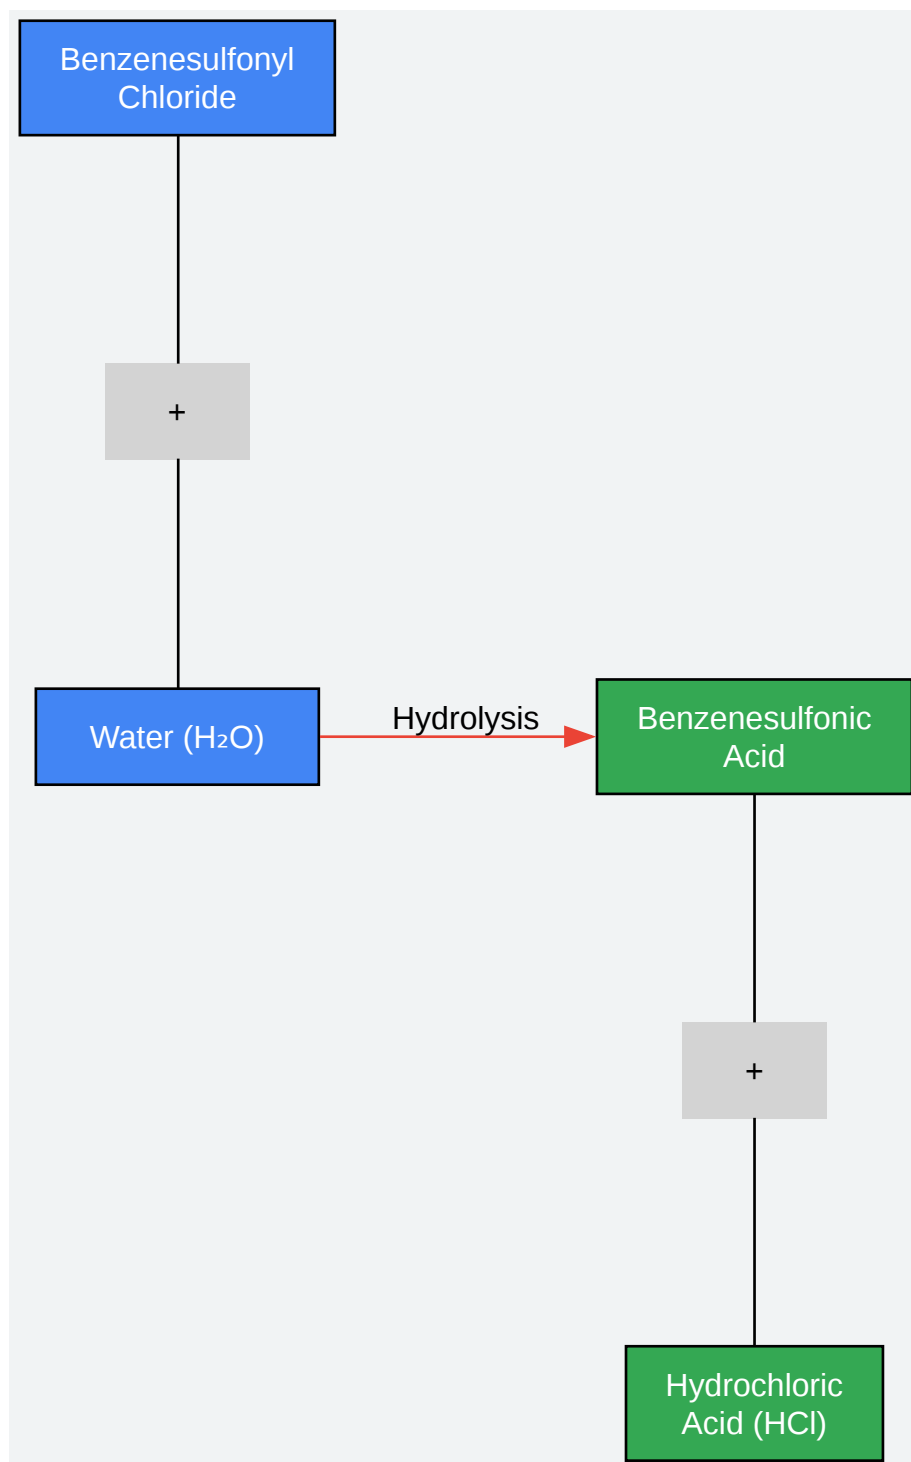 Benzenesulfonyl
Chloride
+
Water (H₂O)
Hydrolysis
Benzenesulfonic
Acid
+
Hydrochloric
Acid (HCl)